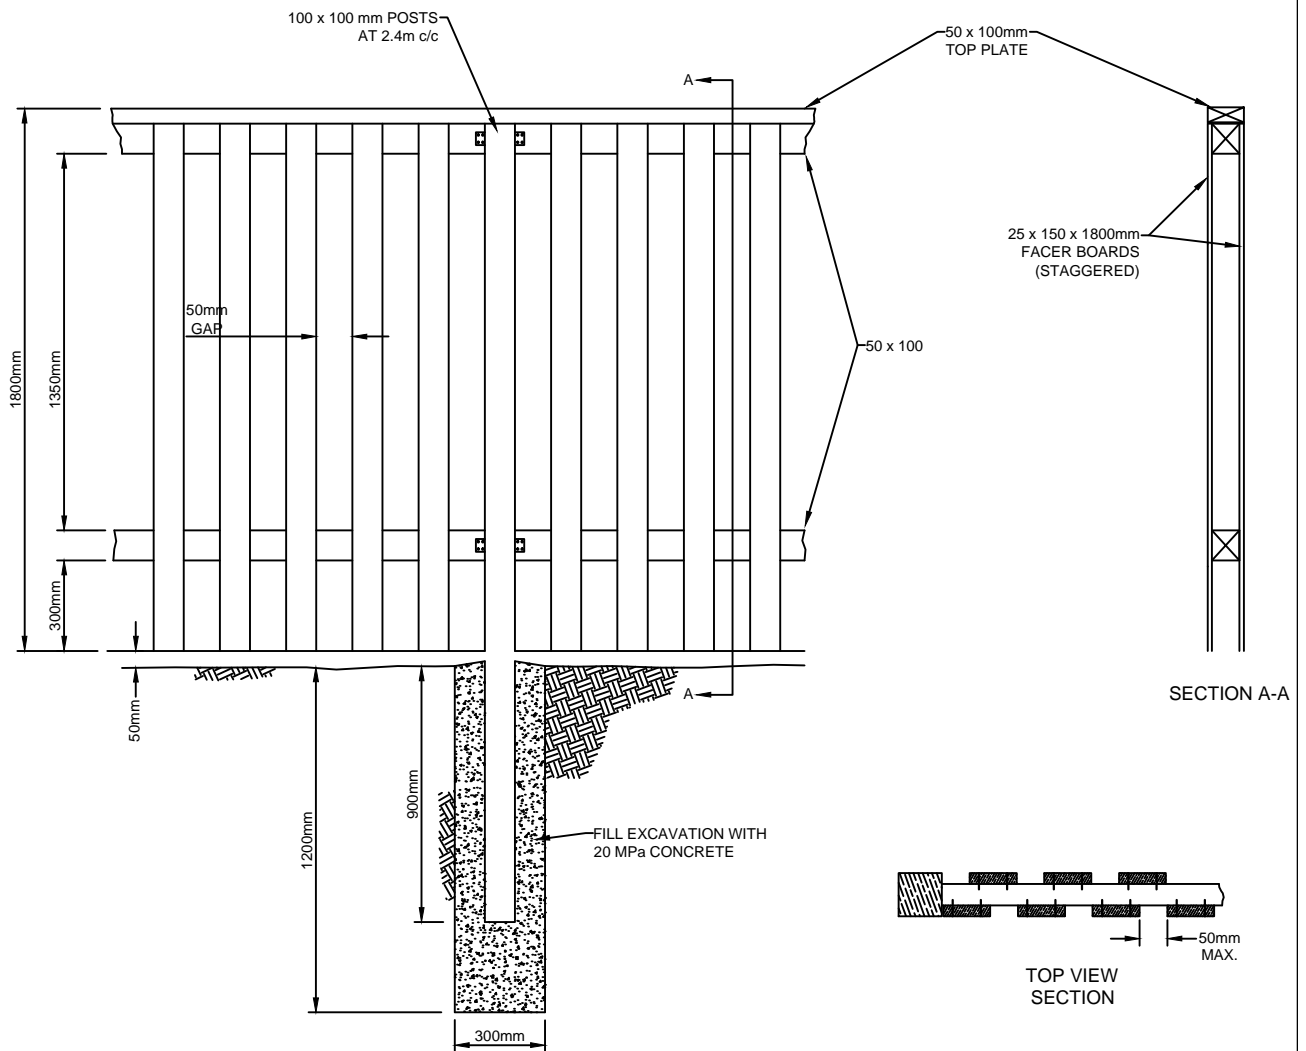 100 x 100 mm POSTS
AT 2.4m c/c
50 x 100mm
TOP PLATE
A
25 x 150 x 1800mm
FACER BOARDS
(STAGGERED)
50mm
GAP
50 x 100
1800mm
1350mm
300mm
50mm
A
SECTION A-A
900mm
1200mm
FILL EXCAVATION WITH
20 MPa CONCRETE
300mm
50mm
MAX.
TOP VIEW
SECTION